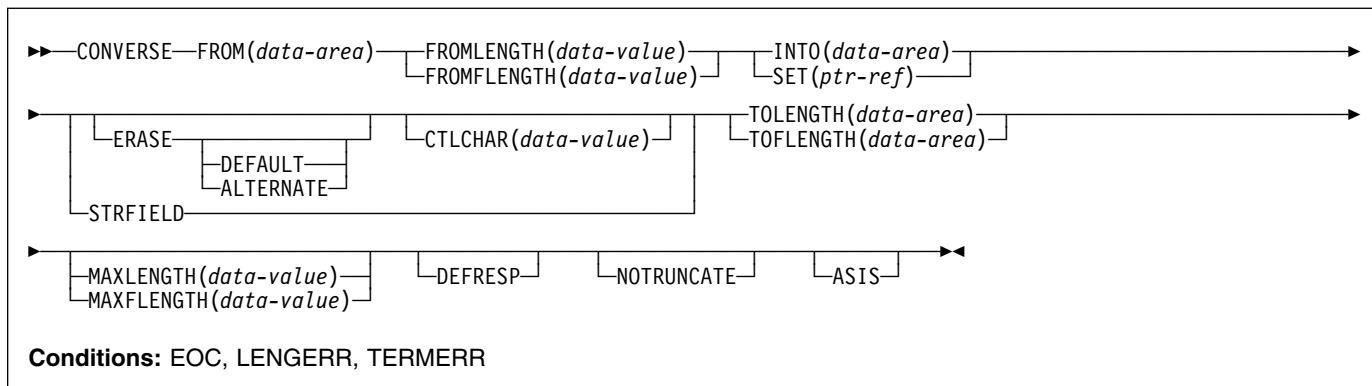 CONVERSE FROM(data-area) FROMLENGTH(data-value) INTO(data-area)
FROMFLENGTH(data-value) SET(ptr-ref)
ERASE CTLCHAR(data-value) TOLENGTH(data-area)
DEFAULT TOFLENGTH(data-area)
ALTERNATE
STRFIELD
MAXLENGTH(data-value) DEFRESP NOTRUNCATE ASIS
MAXFLENGTH(data-value)
Conditions: EOC, LENGERR, TERMERR